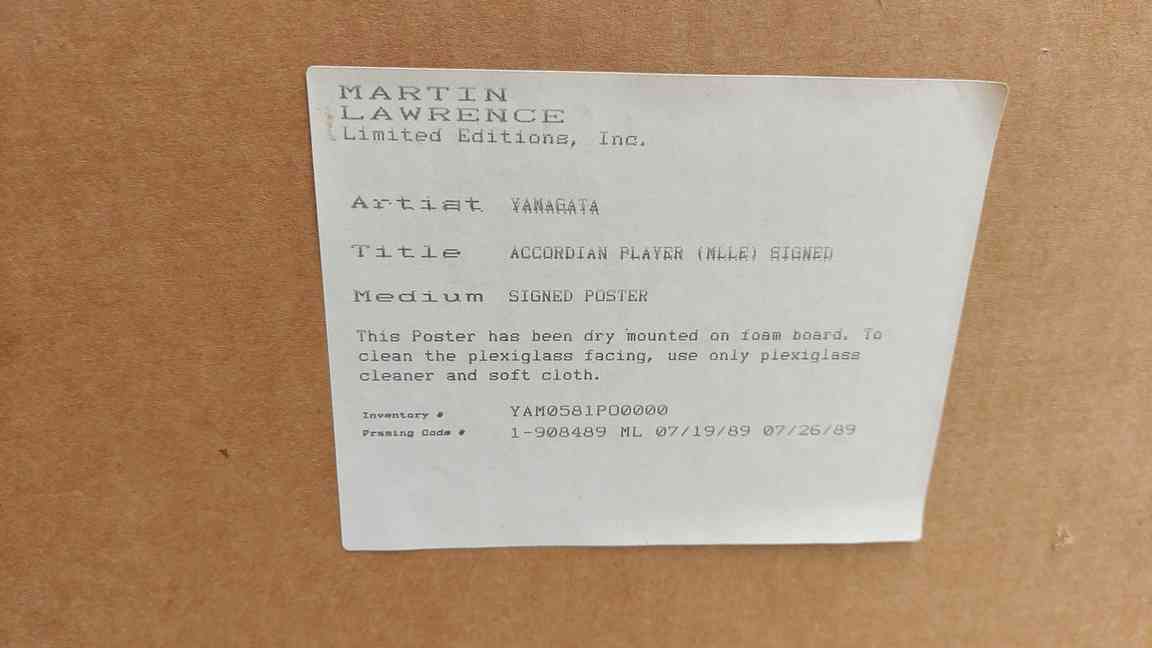 MARTIN
LAWRENCE
Limited Editions, Inc.
Artist YAMAGATA
Title ACCORDIAN PLAYER (MLLE) SIGNED
Medium SIGNED POSTER
This Poster has been dry mounted on foam board. To
clean the plexiglass facing, use only plexiglass
cleaner and soft cloth.
Inventory # YAM0581PO0000
Framing Code # 1-908489 ML 07/19/89 07/26/89